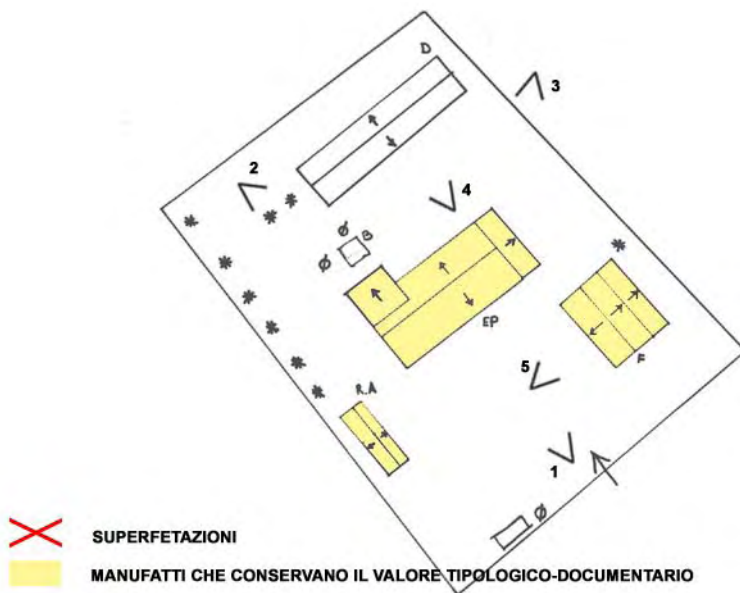 D
3
2
4
Ø
B
Ø
EP
F
5
R.A
1
Ø
SUPERFETAZIONI
MANUFATTI CHE CONSERVANO IL VALORE TIPOLOGICO-DOCUMENTARIO